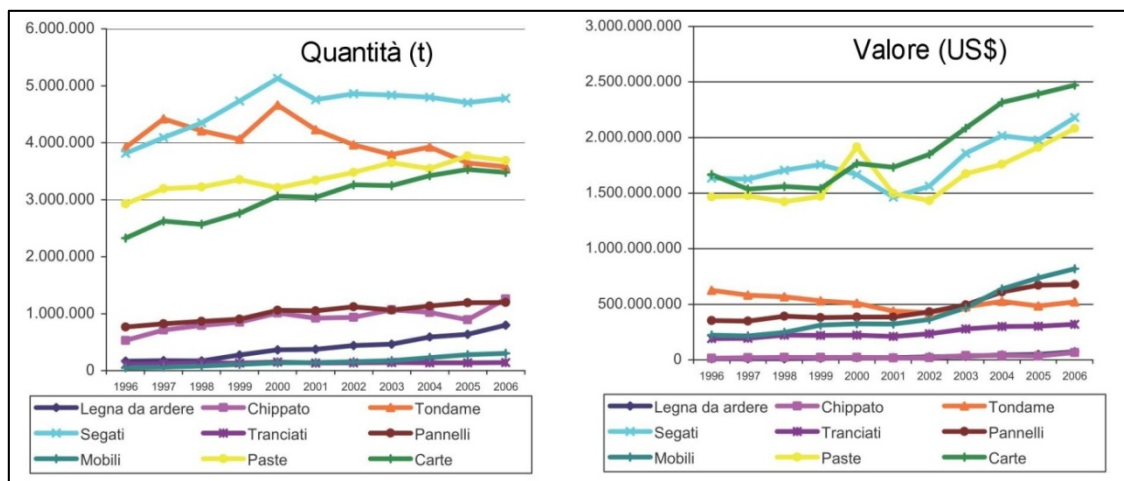 Quantità (t)
6.000.000
5.000.000
4.000.000
3.000.000
2.000.000
1.000.000
0
1996 1997 1998 1999 2000 2001 2002 2003 2004 2005 2006
Legna da ardere Chippato Tondame
Segati Tranciati Pannelli
Mobili Paste Carte
Valore (US$)
3.000.000.000
2.500.000.000
2.000.000.000
1.500.000.000
1.000.000.000
500.000.000
0
1996 1997 1998 1999 2000 2001 2002 2003 2004 2005 2006
Legna da ardere Chippato Tondame
Segati Tranciati Pannelli
Mobili Paste Carte